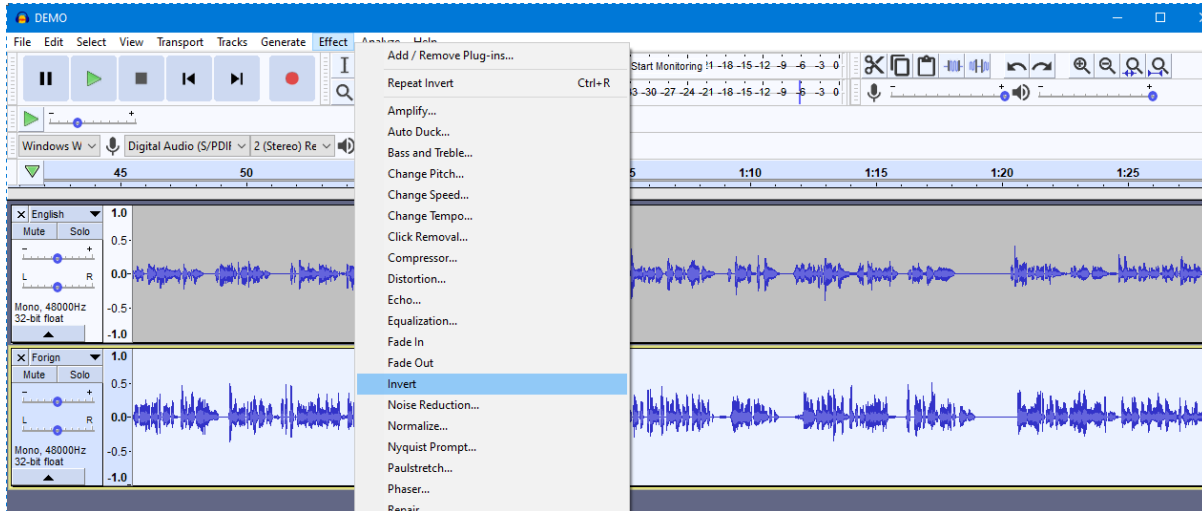 DEMO
File Edit Select View Transport Tracks Generate Effect Analyze Help
Add / Remove Plug-ins...
Repeat Invert Ctrl+R
Start Monitoring -18 -15 -12 -9 -6 -3 0
-30 -27 -24 -21 -18 -15 -12 -9 -6 -3 0
Amplify...
Auto Duck...
Bass and Treble...
Change Pitch...
Change Speed...
Change Tempo...
Click Removal...
Compressor...
Distortion...
Echo...
Equalization...
Fade In
Fade Out
Invert
Noise Reduction...
Normalize...
Nyquist Prompt...
Paulstretch...
Phaser...
Repair
Windows W Digital Audio (S/PDIF 2 (Stereo) Re
45 50 1:10 1:15 1:20 1:25
English
Mute Solo
- +
L R
Mono, 48000Hz
32-bit float
1.0
0.5
0.0
-0.5
-1.0
Forign
Mute Solo
- +
L R
Mono, 48000Hz
32-bit float
1.0
0.5
0.0
-0.5
-1.0